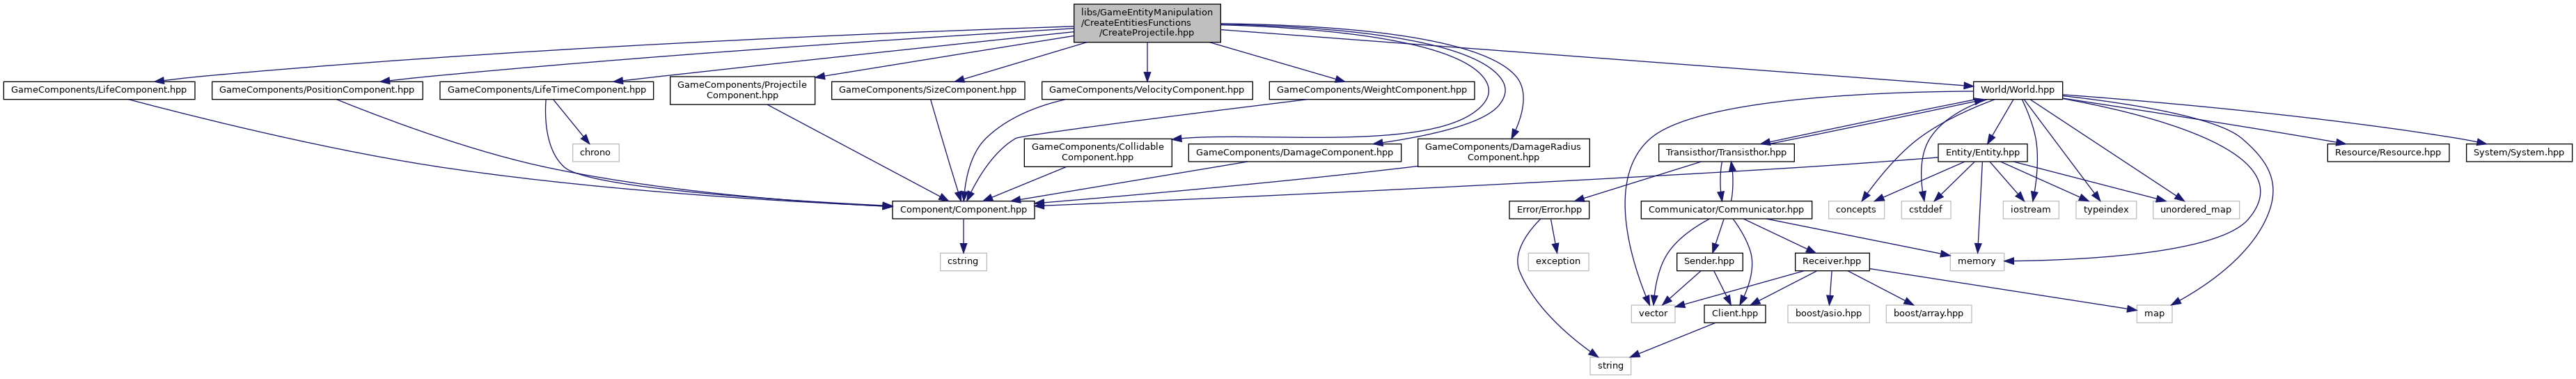 libs/GameEntityManipulation
/CreateEntitiesFunctions
/CreateProjectile.hpp
GameComponents/LifeComponent.hpp
GameComponents/PositionComponent.hpp
GameComponents/LifeTimeComponent.hpp
GameComponents/Projectile
Component.hpp
GameComponents/SizeComponent.hpp
GameComponents/VelocityComponent.hpp
GameComponents/WeightComponent.hpp
World/World.hpp
chrono
GameComponents/Collidable
Component.hpp
GameComponents/DamageComponent.hpp
GameComponents/DamageRadius
Component.hpp
Transisthor/Transisthor.hpp
Entity/Entity.hpp
Resource/Resource.hpp
System/System.hpp
Component/Component.hpp
Error/Error.hpp
Communicator/Communicator.hpp
concepts
cstddef
iostream
typeindex
unordered_map
cstring
exception
Sender.hpp
Receiver.hpp
memory
vector
Client.hpp
boost/asio.hpp
boost/array.hpp
map
string